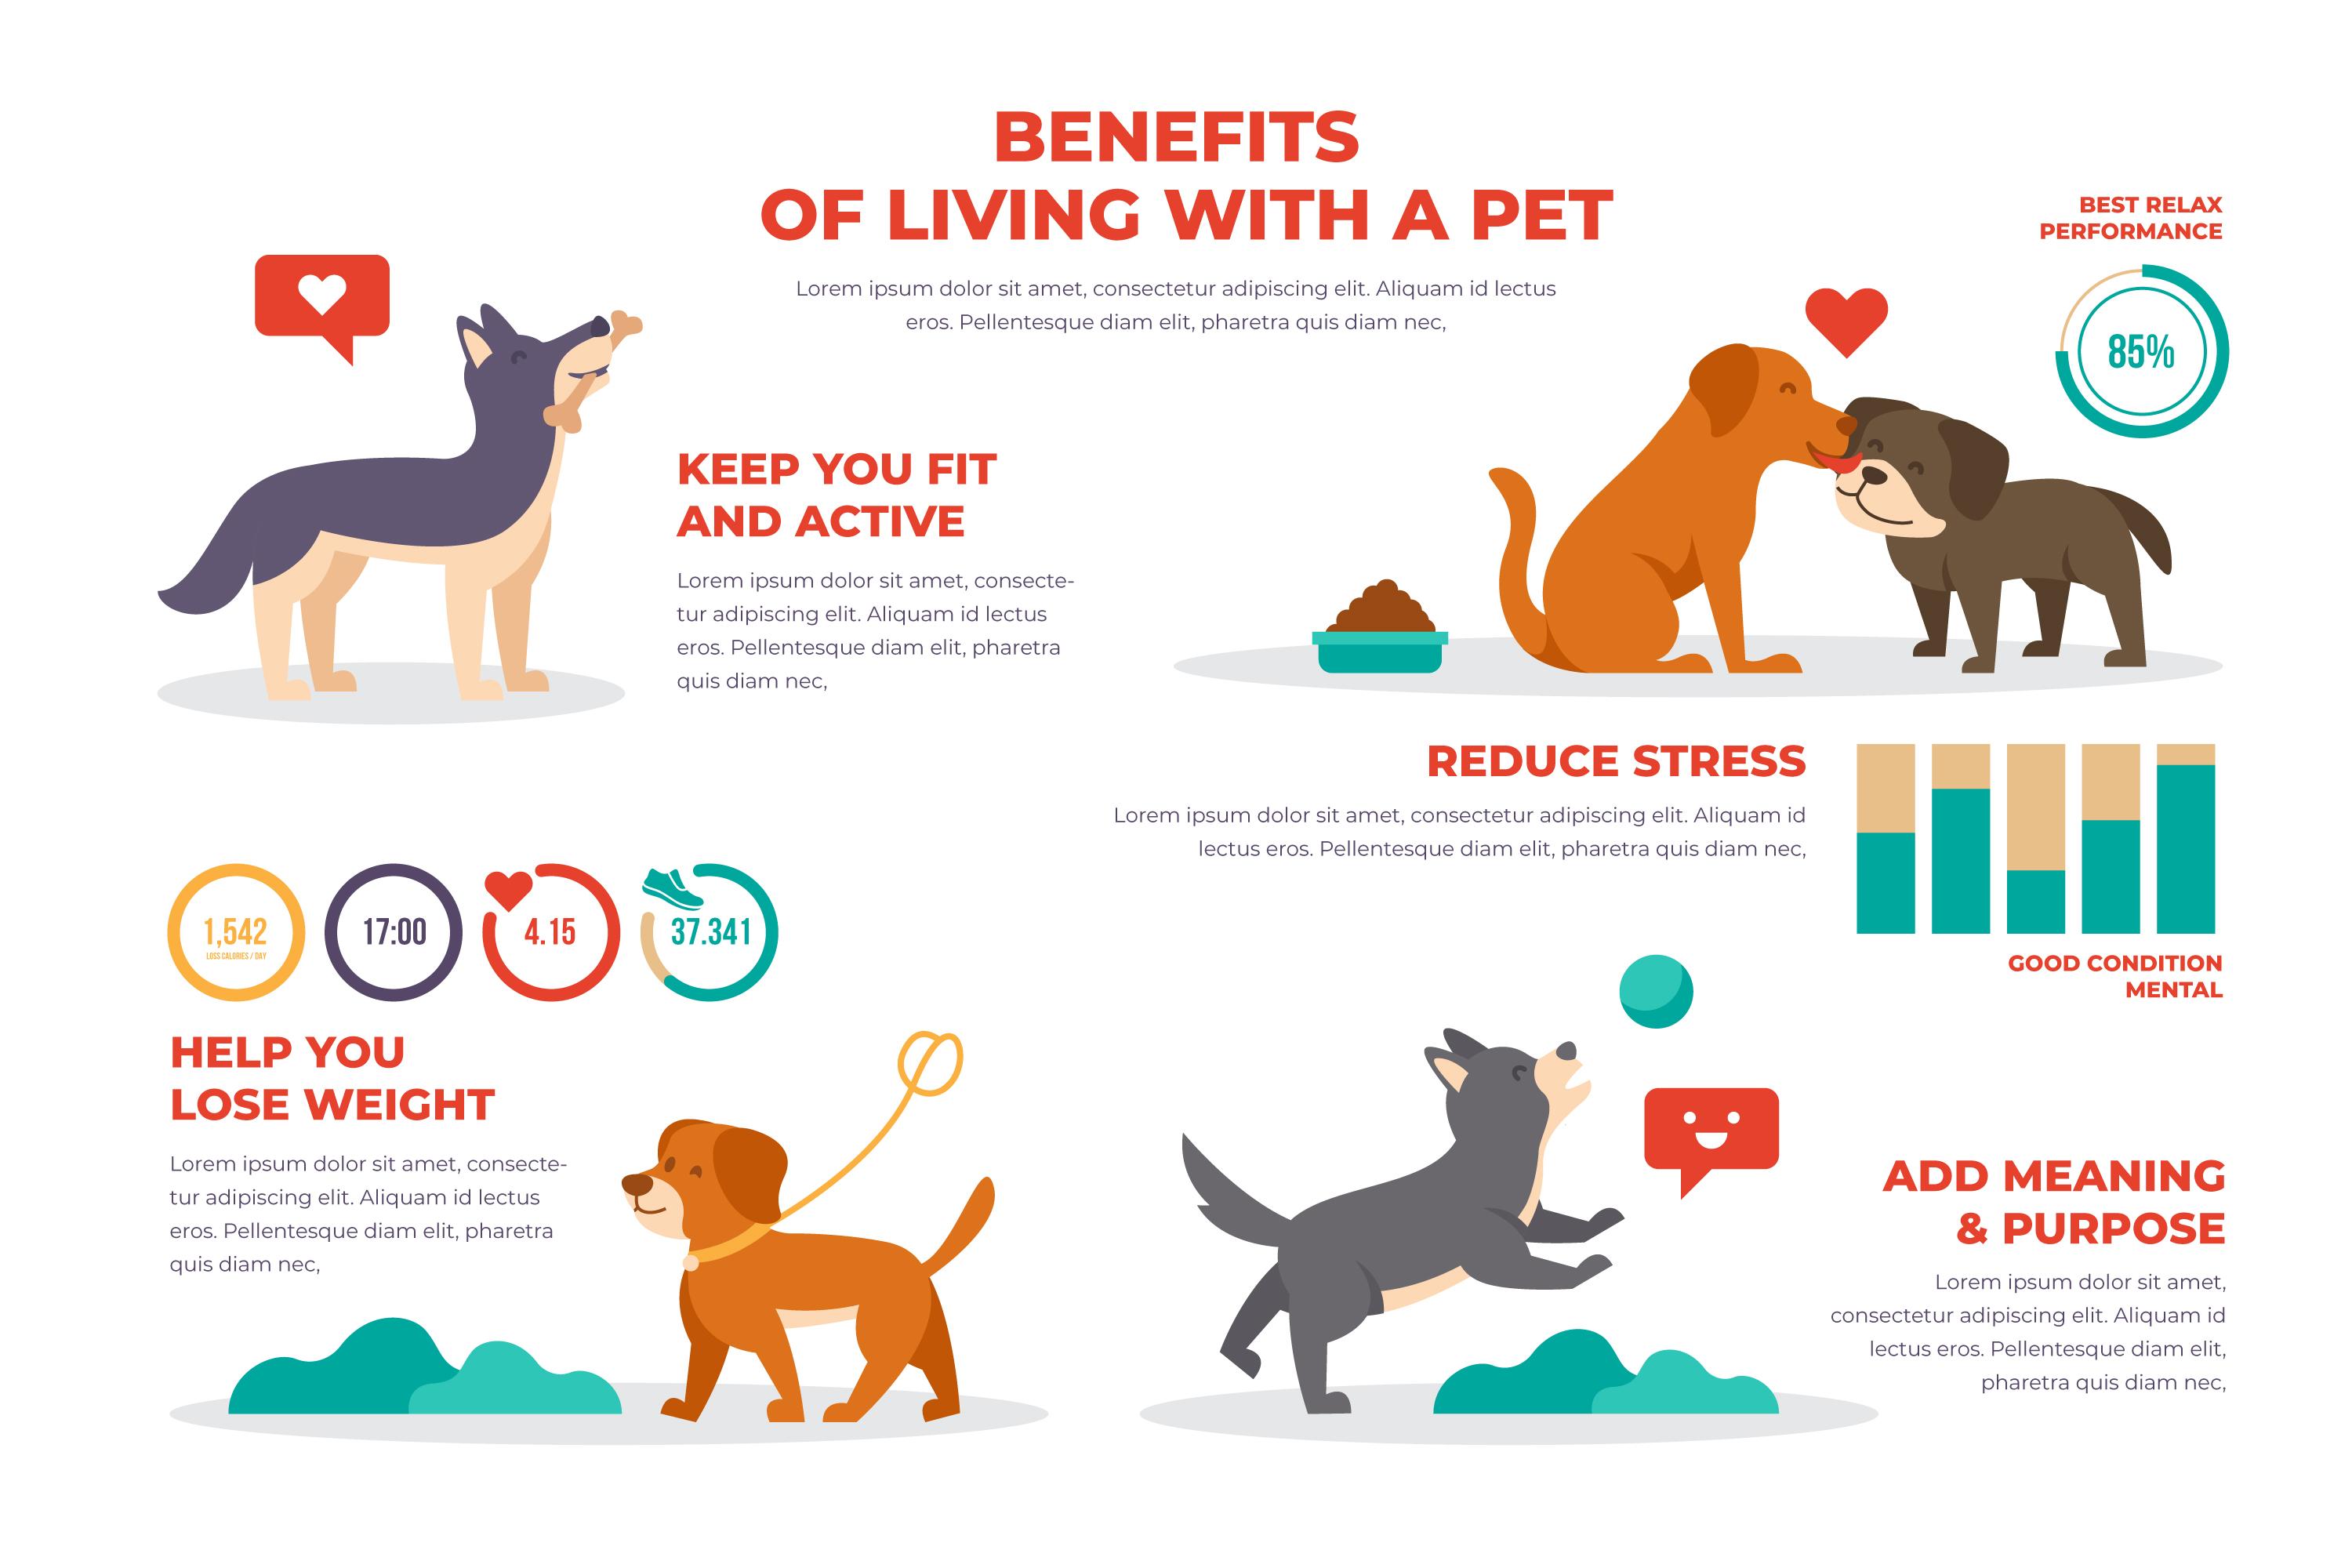 BENEFITS
OF LIVING WITH A PET
Lorem ipsum dolor sit amet, consectetur adipiscing elit. Aliquam id lectus
eros. Pellentesque diam elit, pharetra quis diam nec,
BEST RELAX
PERFORMANCE
85%
KEEP YOU FIT
AND ACTIVE
Lorem ipsum dolor sit amet, consecte-
tur adipiscing elit. Aliquam id lectus
eros. Pellentesque diam elit, pharetra
quis diam nec,
REDUCE STRESS
Lorem ipsum dolor sit amet, consectetur adipiscing elit. Aliquam id
lectus eros. Pellentesque diam elit, pharetra quis diam nec,
GOOD CONDITION
MENTAL
1,542
LOSS CALORIES / DAY
17:00
4.15
37.341
HELP YOU
LOSE WEIGHT
Lorem ipsum dolor sit amet, consecte-
tur adipiscing elit. Aliquam id lectus
eros. Pellentesque diam elit, pharetra
quis diam nec,
ADD MEANING
& PURPOSE
Lorem ipsum dolor sit amet,
consectetur adipiscing elit. Aliquam id
lectus eros. Pellentesque diam elit,
pharetra quis diam nec,